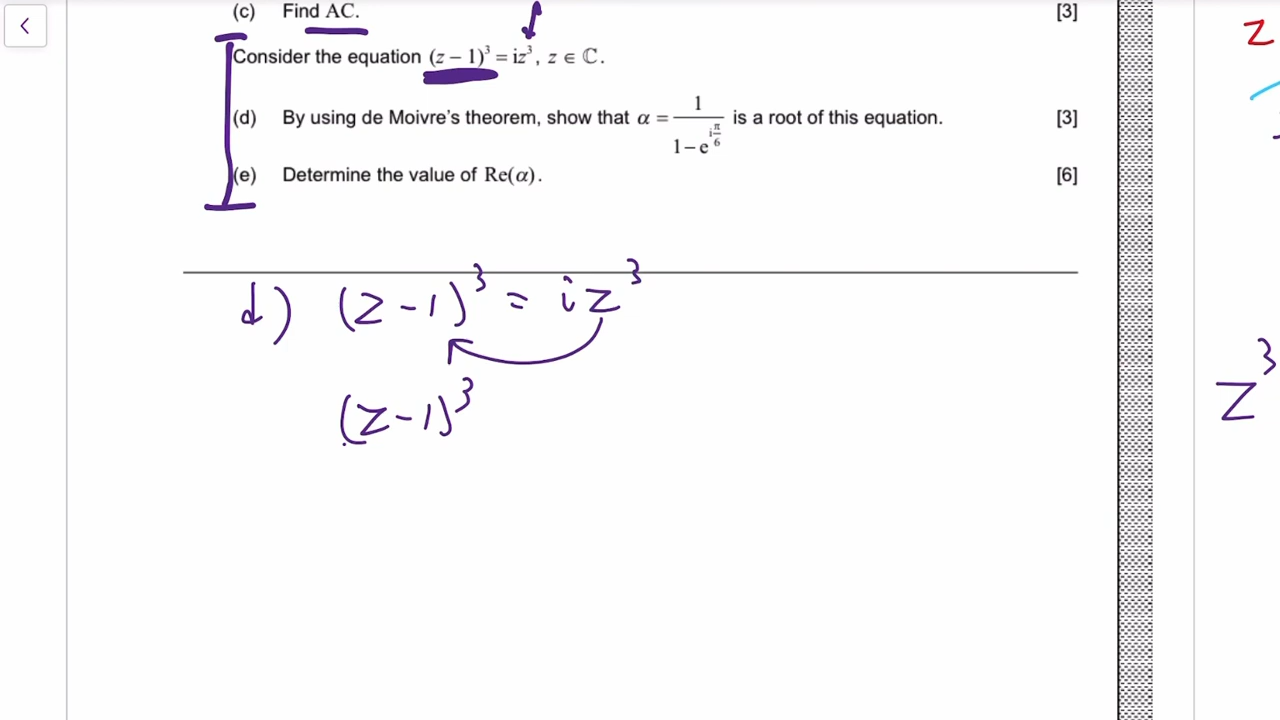 (c) Find AC. [3]
Consider the equation (z − 1)³ = iz³, z ∈ ℂ.
(d) By using de Moivre's theorem, show that α = 1/(1 − e^(iπ/6)) is a root of this equation. [3]
(e) Determine the value of Re(α). [6]
d) (z − 1)³ = iz³
(z − 1)³
z
z³